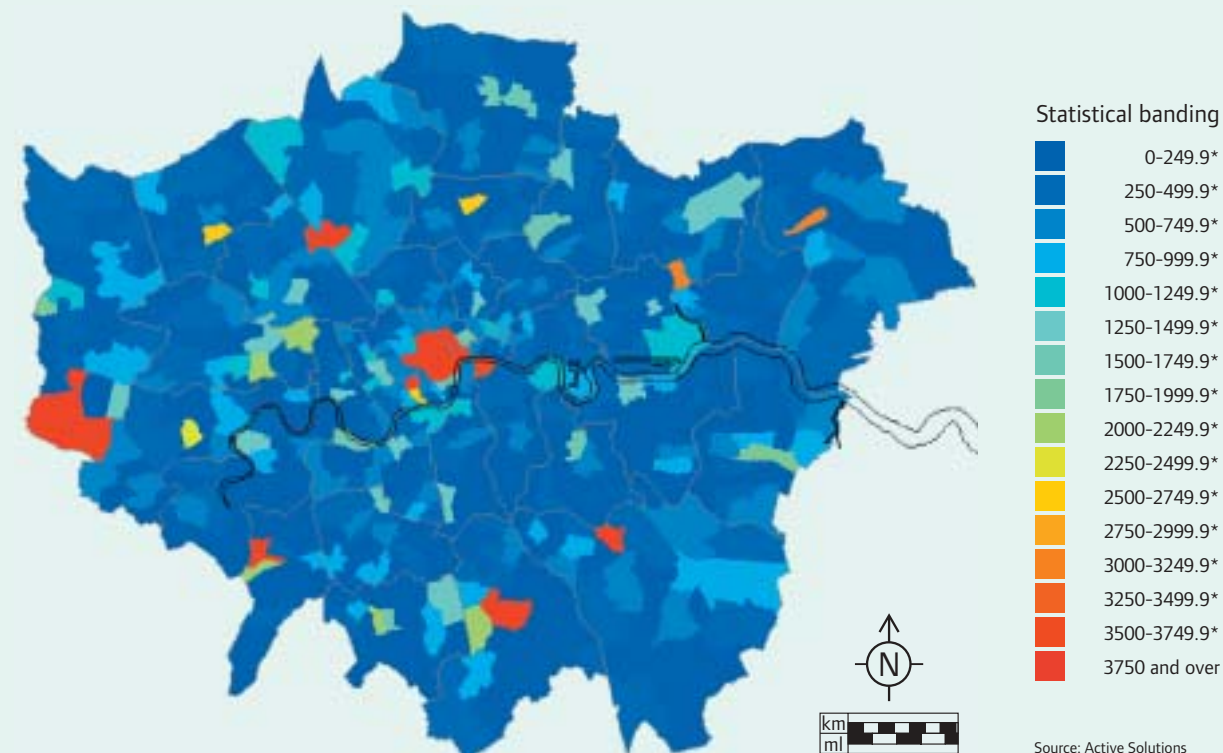 Statistical banding
0-249.9*
250-499.9*
500-749.9*
750-999.9*
1000-1249.9*
1250-1499.9*
1500-1749.9*
1750-1999.9*
2000-2249.9*
2250-2499.9*
2500-2749.9*
2750-2999.9*
3000-3249.9*
3250-3499.9*
3500-3749.9*
3750 and over
N
km
ml
Source: Active Solutions